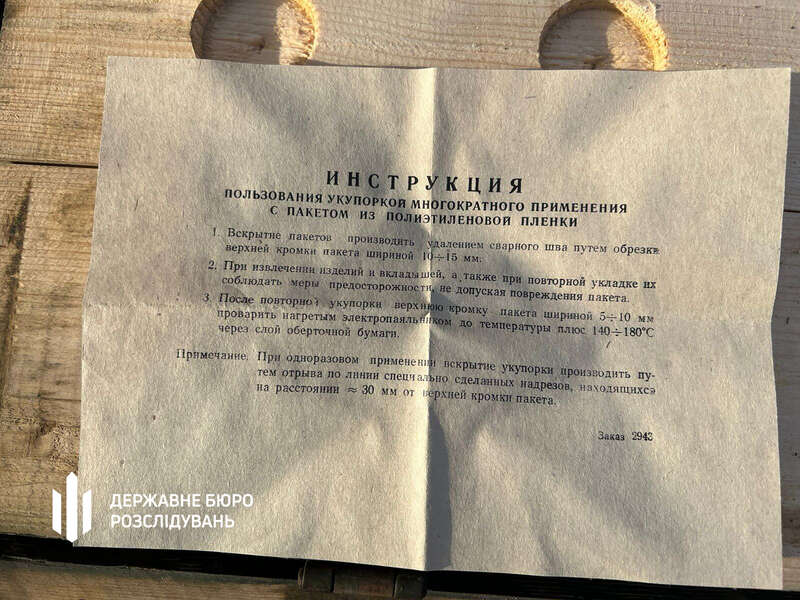 ИНСТРУКЦИЯ
ПОЛЬЗОВАНИЯ УКУПОРКОЙ МНОГОКРАТНОГО ПРИМЕНЕНИЯ
С ПАКЕТОМ ИЗ ПОЛИЭТИЛЕНОВОЙ ПЛЕНКИ
1. Вскрытие пакетов производить удалением сварного шва путем обрезки
верхней кромки пакета шириной 10÷15 мм.
2. При извлечении изделий и вкладышей, а также при повторной укладке их
соблюдать меры предосторожности, не допуская повреждения пакета.
3. После повторной укупорки верхнюю кромку пакета шириной 5÷10 мм
проварить нагретым электропаяльником до температуры плюс 140÷180°С
через слой оберточной бумаги.
Примечание. При одноразовом применении вскрытие укупорки производить пу-
тем отрыва по линии специально сделанных надрезов, находящихся
на расстоянии ≈ 30 мм от верхней кромки пакета.
Заказ 2943
ДЕРЖАВНЕ БЮРО
РОЗСЛІДУВАНЬ